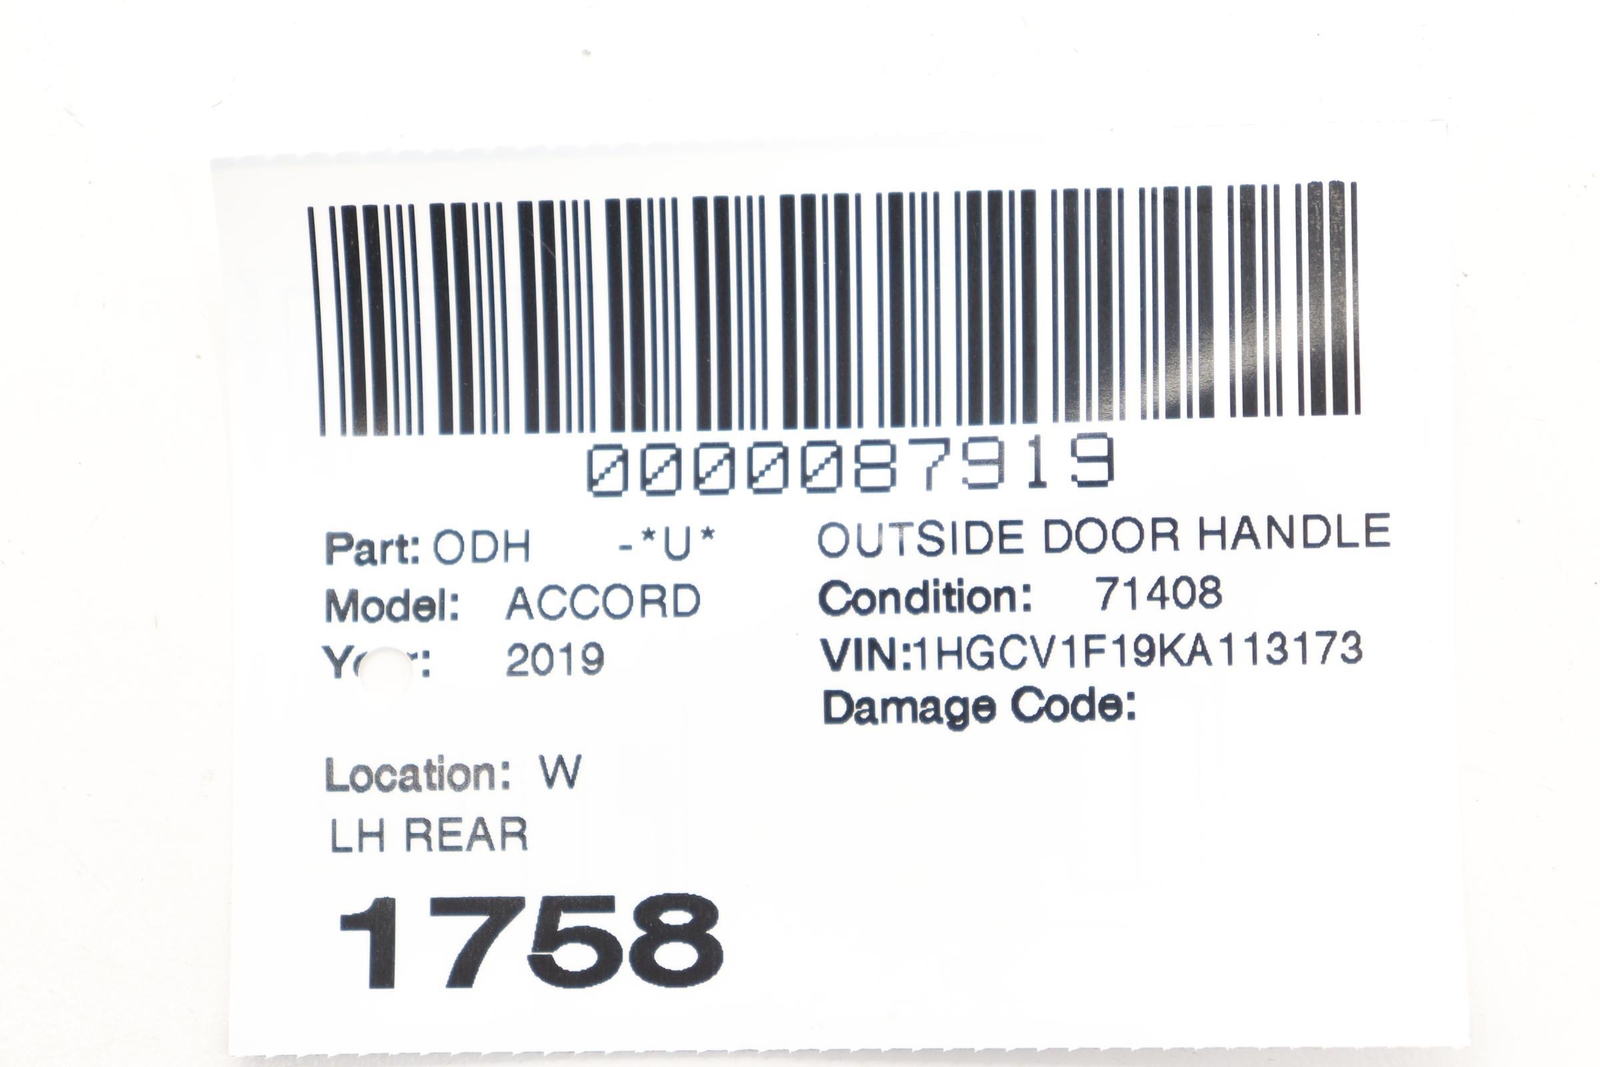 0000087919
Part: ODH -*U* OUTSIDE DOOR HANDLE
Model: ACCORD Condition: 71408
2019 VIN:1HGCV1F19KA113173
Damage Code:
Location: W
LH REAR
1758